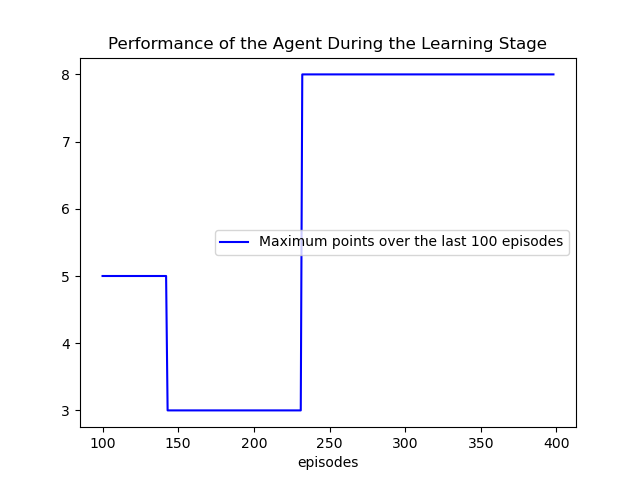 Performance of the Agent During the Learning Stage
8
7
6
Maximum points over the last 100 episodes
5
4
3
100 150 200 250 300 350 400
episodes